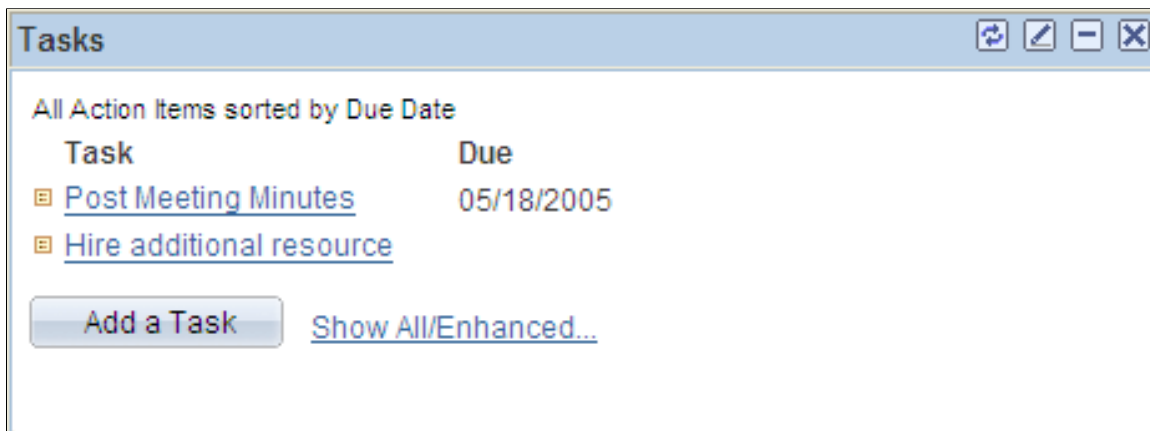 Tasks
All Action Items sorted by Due Date
Task Due
Post Meeting Minutes 05/18/2005
Hire additional resource
Add a Task Show All/Enhanced...